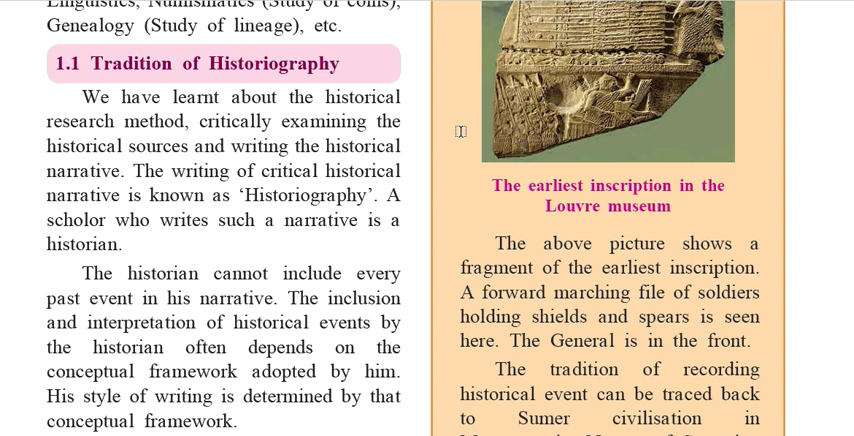 Linguistics, Numismatics (Study of coins),
Genealogy (Study of lineage), etc.
1.1 Tradition of Historiography
We have learnt about the historical
research method, critically examining the
historical sources and writing the historical
narrative. The writing of critical historical
narrative is known as ‘Historiography’. A
scholor who writes such a narrative is a
historian.
The historian cannot include every
past event in his narrative. The inclusion
and interpretation of historical events by
the historian often depends on the
conceptual framework adopted by him.
His style of writing is determined by that
conceptual framework.
The earliest inscription in the
Louvre museum
The above picture shows a
fragment of the earliest inscription.
A forward marching file of soldiers
holding shields and spears is seen
here. The General is in the front.
The tradition of recording
historical event can be traced back
to Sumer civilisation in